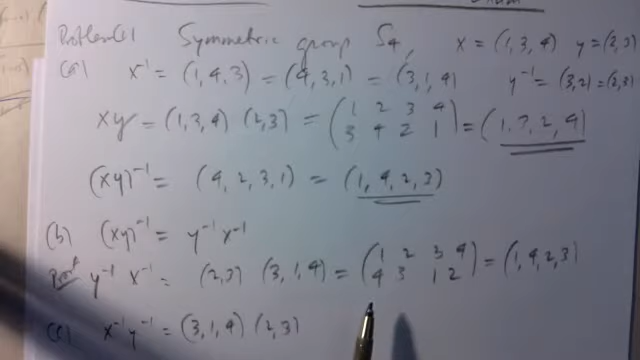 Problem(1) Symmetric group S4, x = (1,3,4) y = (2,3)
(a) x⁻¹ = (1,4,3) = (4,3,1) = (3,1,4) y⁻¹ = (3,2) = (2,3)
xy = (1,3,4) (2,3) = (1 2 3 4
3 4 2 1) = (1,3,2,4)
(xy)⁻¹ = (4,2,3,1) = (1,4,2,3)
(b) (xy)⁻¹ = y⁻¹ x⁻¹
Proof y⁻¹ x⁻¹ = (2,3) (3,1,4) = (1 2 3 4
4 3 1 2) = (1,4,2,3)
(c) x⁻¹ y⁻¹ = (3,1,4) (2,3)